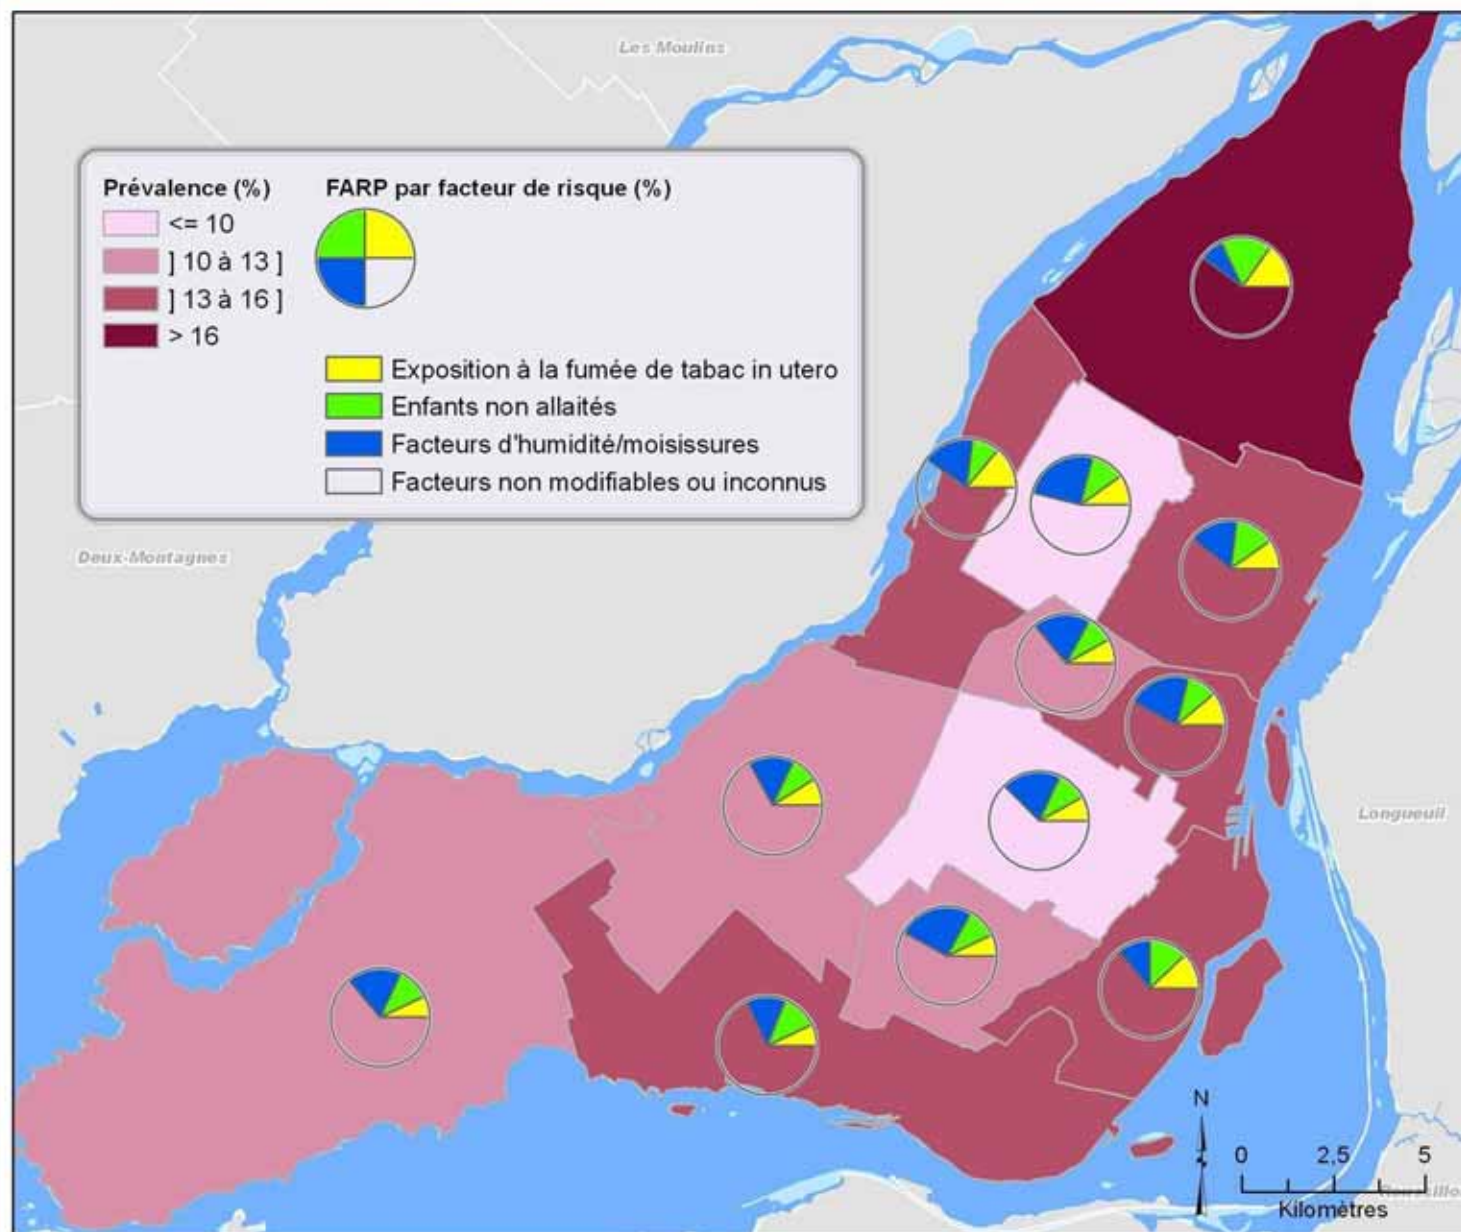 Les Moulins
Prévalence (%)
<= 10
] 10 à 13 ]
] 13 à 16 ]
> 16
FARP par facteur de risque (%)
Exposition à la fumée de tabac in utero
Enfants non allaités
Facteurs d'humidité/moisissures
Facteurs non modifiables ou inconnus
Deux-Montagnes
Longueuil
N
0 2,5 5
Kilomètres